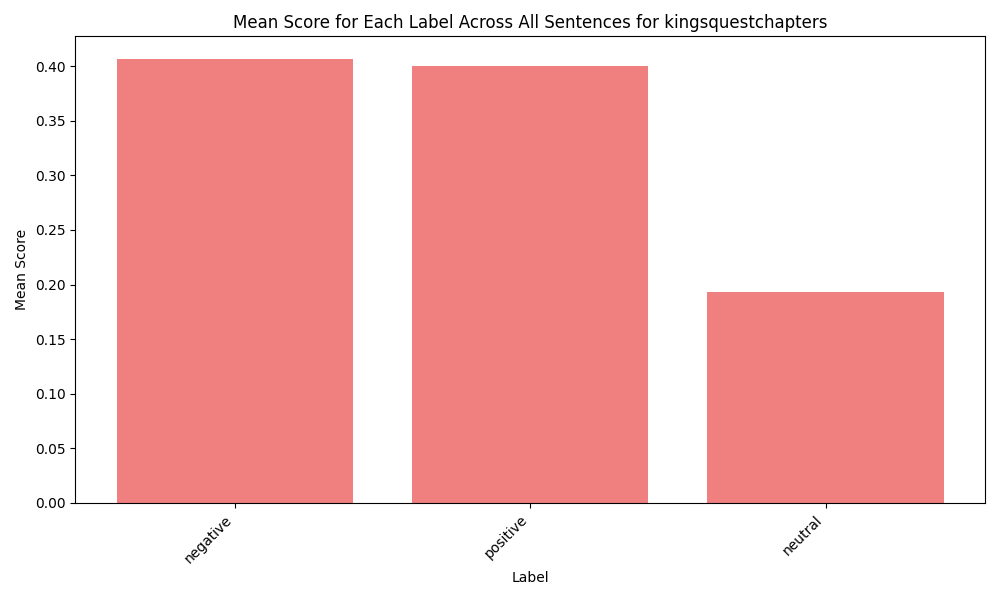 Mean Score for Each Label Across All Sentences for kingsquestchapters
Mean Score
0.40
0.35
0.30
0.25
0.20
0.15
0.10
0.05
0.00
negative
positive
neutral
Label